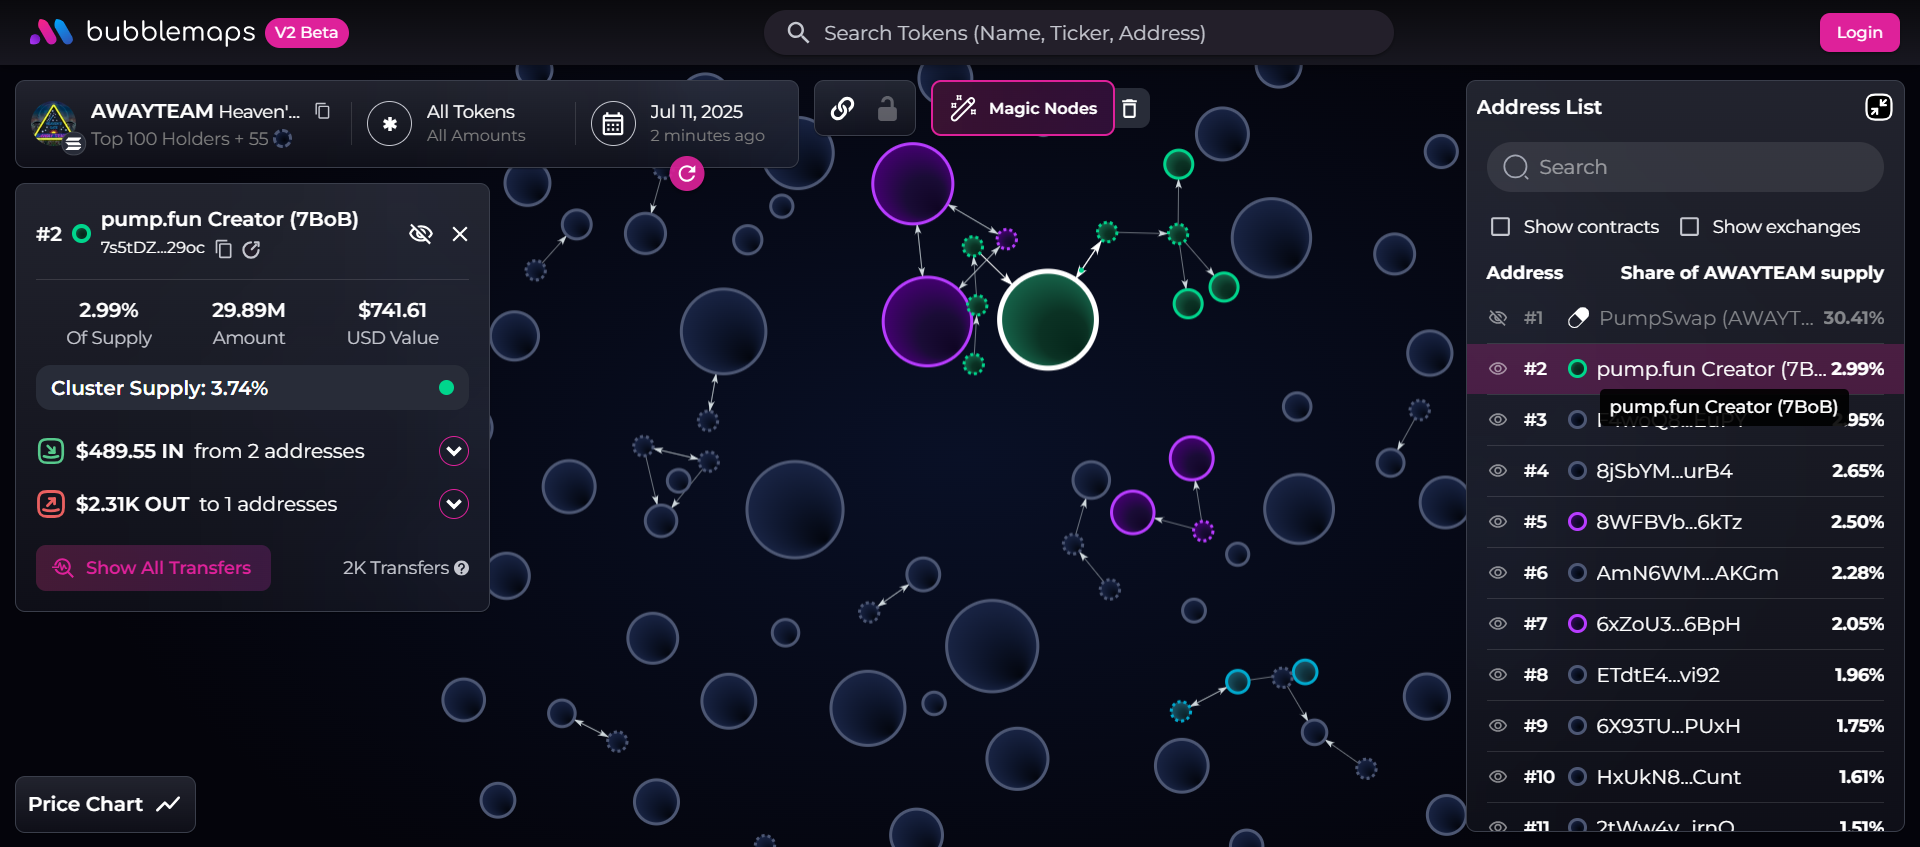 bubblemaps V2 Beta
Search Tokens (Name, Ticker, Address)
Login
AWAYTEAM Heaven'...
Top 100 Holders + 55
All Tokens
All Amounts
Jul 11, 2025
2 minutes ago
Magic Nodes
#2 pump.fun Creator (7BoB)
7s5tDZ...29oc
2.99% 29.89M $741.61
Of Supply Amount USD Value
Cluster Supply: 3.74%
$489.55 IN from 2 addresses
$2.31K OUT to 1 addresses
Show All Transfers 2K Transfers
Price Chart
Address List
Search
Show contracts Show exchanges
Address Share of AWAYTEAM supply
#1 PumpSwap (AWAYT... 30.41%
#2 pump.fun Creator (7B... 2.99%
pump.fun Creator (7BoB)
#3
#4 8jSbYM...urB4 2.65%
#5 8WFBVb...6kTz 2.50%
#6 AmN6WM...AKGm 2.28%
#7 6xZoU3...6BpH 2.05%
#8 ETdtE4...vi92 1.96%
#9 6X93TU...PUxH 1.75%
#10 HxUkN8...Cunt 1.61%
#11 1.51%